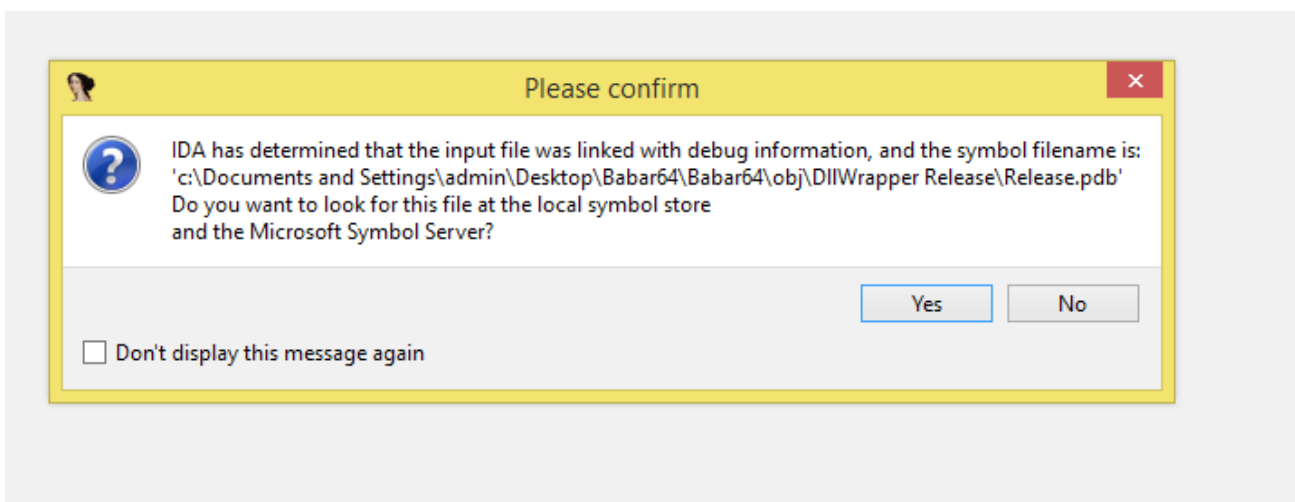 Please confirm
IDA has determined that the input file was linked with debug information, and the symbol filename is:
'c:\Documents and Settings\admin\Desktop\Babar64\Babar64\obj\DllWrapper Release\Release.pdb'
Do you want to look for this file at the local symbol store
and the Microsoft Symbol Server?
Yes No
Don't display this message again